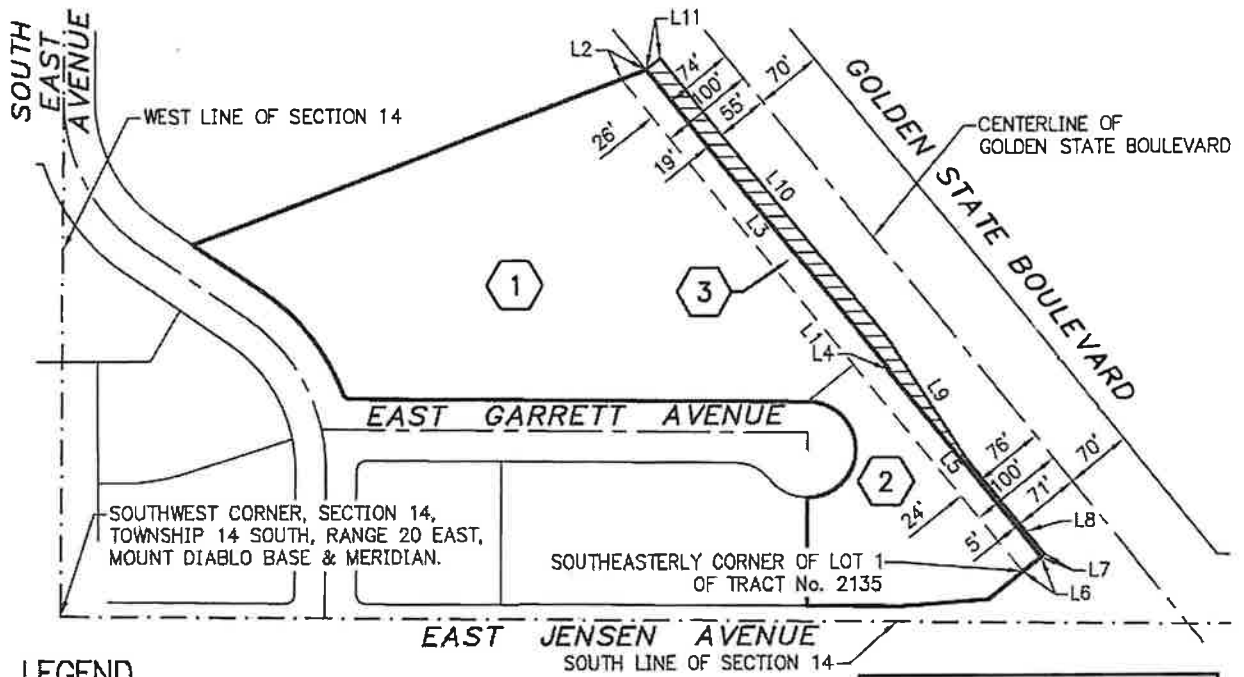 SOUTH
EAST
AVENUE
WEST LINE OF SECTION 14
L2
L11
74'
100'
55'
70'
26'
19'
GOLDEN STATE BOULEVARD
CENTERLINE OF
GOLDEN STATE BOULEVARD
L10
L3
1
3
L1
L4
L9
EAST GARRETT AVENUE
76'
100'
71'
70'
L5
2
24'
5'
L8
L7
L6
SOUTHWEST CORNER, SECTION 14,
TOWNSHIP 14 SOUTH, RANGE 20 EAST,
MOUNT DIABLO BASE & MERIDIAN.
SOUTHEASTERLY CORNER OF LOT 1
OF TRACT No. 2135
EAST JENSEN AVENUE
SOUTH LINE OF SECTION 14
LEGEND